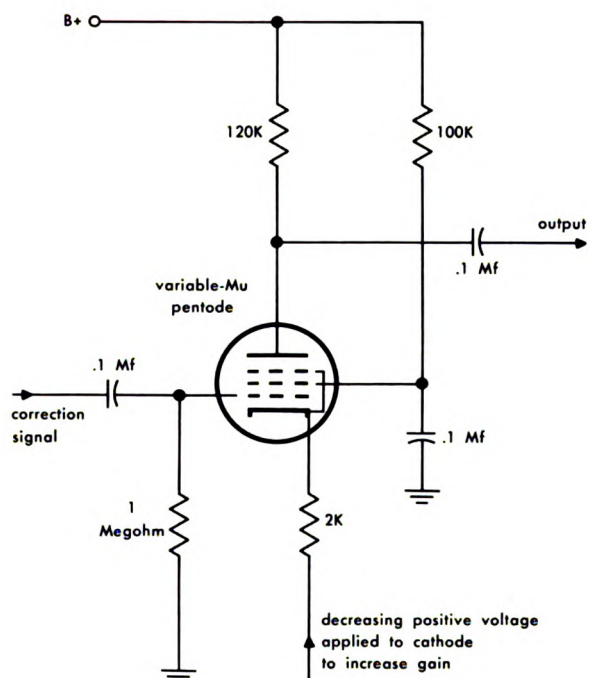 B+
120K
100K
output
.1 Mf
variable-Mu
pentode
.1 Mf
correction
signal
.1 Mf
1
Megohm
2K
decreasing positive voltage
applied to cathode
to increase gain